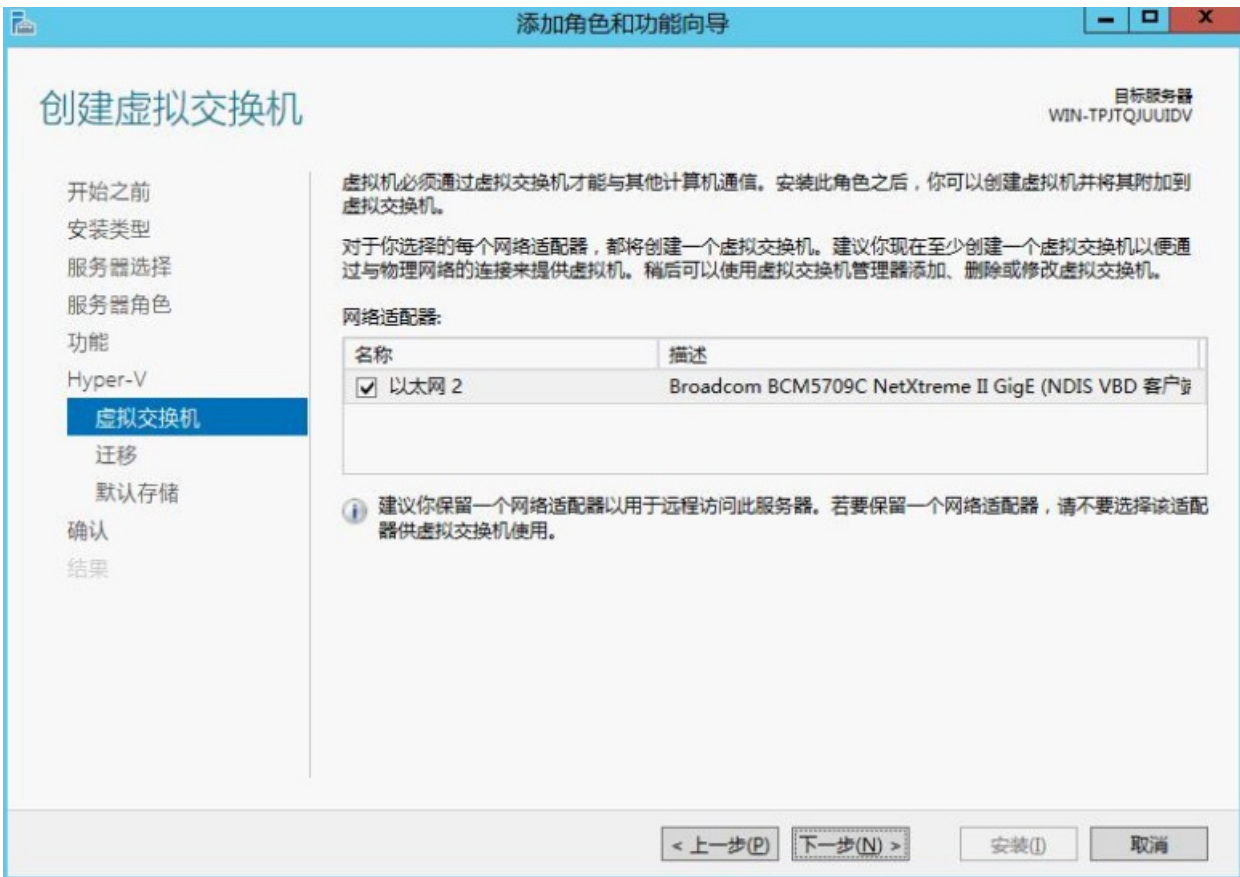 添加角色和功能向导
创建虚拟交换机
目标服务器
WIN-TPJTQJUUIDV
开始之前
安装类型
服务器选择
服务器角色
功能
Hyper-V
虚拟交换机
迁移
默认存储
确认
结果
虚拟机必须通过虚拟交换机才能与其他计算机通信。安装此角色之后，你可以创建虚拟机并将其附加到
虚拟交换机。
对于你选择的每个网络适配器，都将创建一个虚拟交换机。建议你现在至少创建一个虚拟交换机以便通
过与物理网络的连接来提供虚拟机。稍后可以使用虚拟交换机管理器添加、删除或修改虚拟交换机。
网络适配器:
名称 描述
以太网 2 Broadcom BCM5709C NetXtreme II GigE (NDIS VBD 客户端
建议你保留一个网络适配器以用于远程访问此服务器。若要保留一个网络适配器，请不要选择该适配
器供虚拟交换机使用。
< 上一步(P) 下一步(N) > 安装(I) 取消